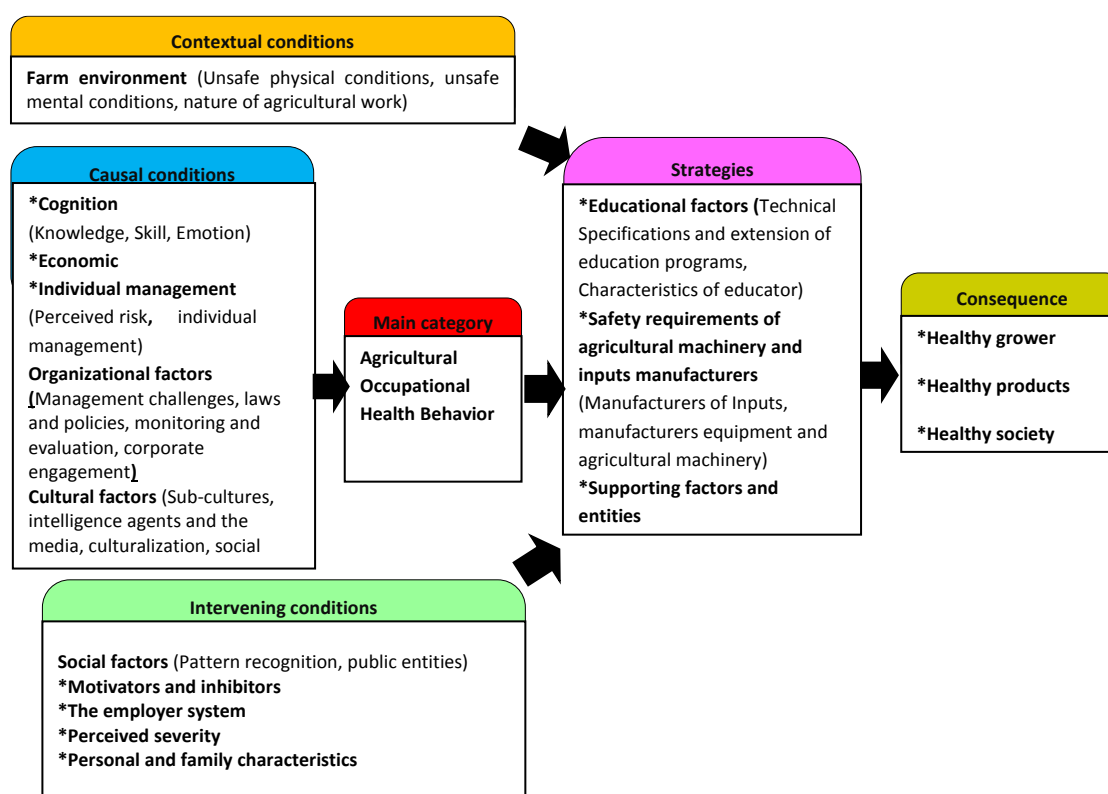 Contextual conditions
Farm environment (Unsafe physical conditions, unsafe
mental conditions, nature of agricultural work)
Causal conditions
*Cognition
(Knowledge, Skill, Emotion)
*Economic
*Individual management
(Perceived risk, individual
management)
Organizational factors
(Management challenges, laws
and policies, monitoring and
evaluation, corporate
engagement)
Cultural factors (Sub-cultures,
intelligence agents and the
media, culturalization, social
Main category
Agricultural
Occupational
Health Behavior
Strategies
*Educational factors (Technical
Specifications and extension of
education programs,
Characteristics of educator)
*Safety requirements of
agricultural machinery and
inputs manufacturers
(Manufacturers of Inputs,
manufacturers equipment and
agricultural machinery)
*Supporting factors and
entities
Consequence
*Healthy grower
*Healthy products
*Healthy society
Intervening conditions
Social factors (Pattern recognition, public entities)
*Motivators and inhibitors
*The employer system
*Perceived severity
*Personal and family characteristics